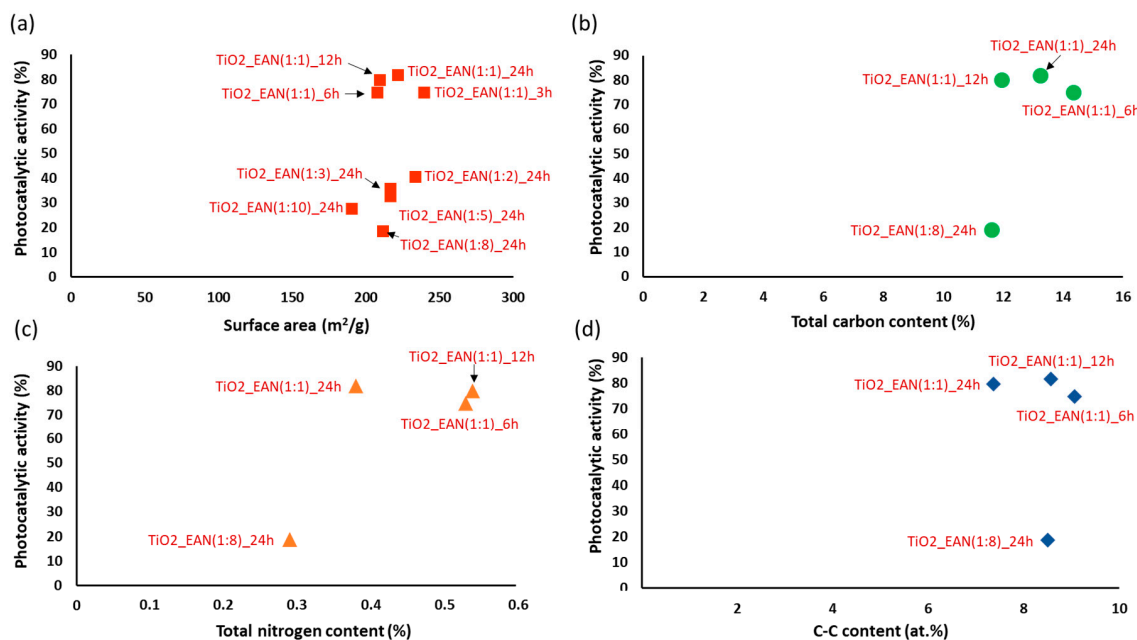 (a)
Photocatalytic activity (%)
90
80
70
60
50
40
30
20
10
0
TiO2_EAN(1:1)_12h
TiO2_EAN(1:1)_24h
TiO2_EAN(1:1)_6h
TiO2_EAN(1:1)_3h
TiO2_EAN(1:3)_24h
TiO2_EAN(1:2)_24h
TiO2_EAN(1:10)_24h
TiO2_EAN(1:5)_24h
TiO2_EAN(1:8)_24h
0 50 100 150 200 250 300
Surface area (m²/g)
(b)
Photocatalytic activity (%)
90
80
70
60
50
40
30
20
10
0
TiO2_EAN(1:1)_24h
TiO2_EAN(1:1)_12h
TiO2_EAN(1:1)_6h
TiO2_EAN(1:8)_24h
0 2 4 6 8 10 12 14 16
Total carbon content (%)
(c)
Photocatalytic activity (%)
90
80
70
60
50
40
30
20
10
0
TiO2_EAN(1:1)_12h
TiO2_EAN(1:1)_24h
TiO2_EAN(1:1)_6h
TiO2_EAN(1:8)_24h
0 0.1 0.2 0.3 0.4 0.5 0.6
Total nitrogen content (%)
(d)
Photocatalytic activity (%)
90
80
70
60
50
40
30
20
10
0
TiO2_EAN(1:1)_12h
TiO2_EAN(1:1)_24h
TiO2_EAN(1:1)_6h
TiO2_EAN(1:8)_24h
2 4 6 8 10
C-C content (at.%)